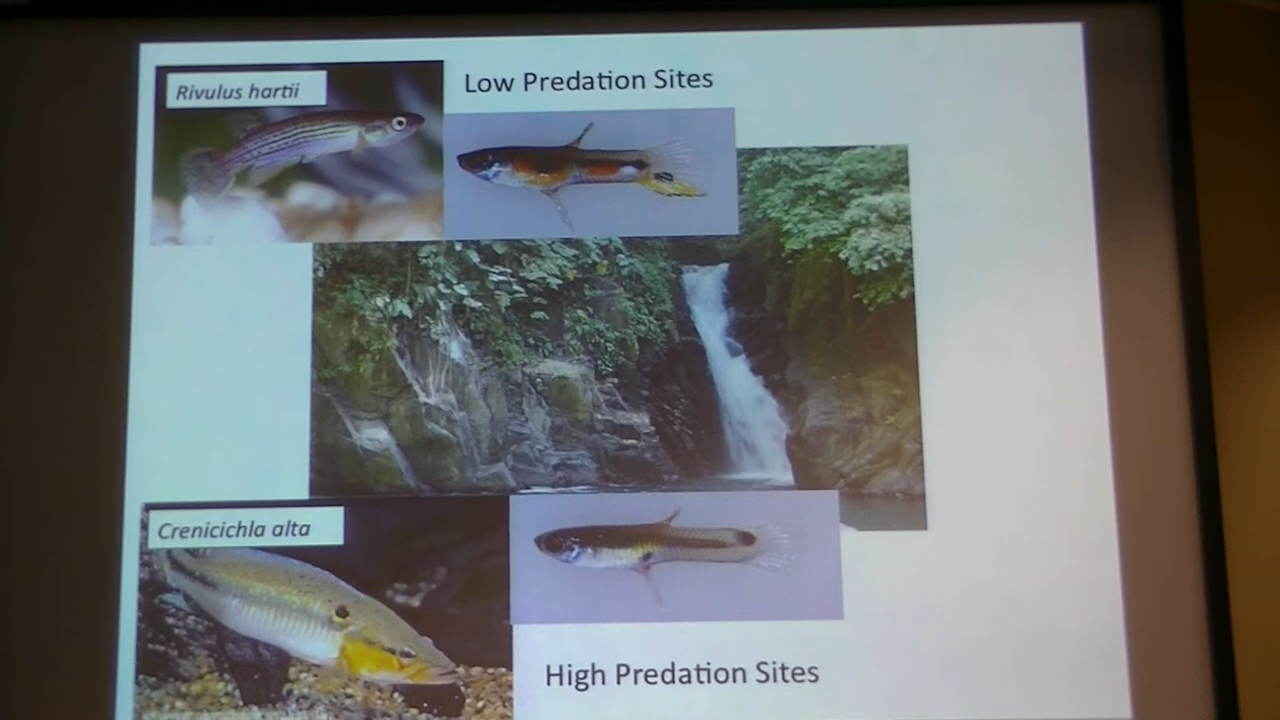 Rivulus hartii
Low Predation Sites
Crenicichla alta
High Predation Sites